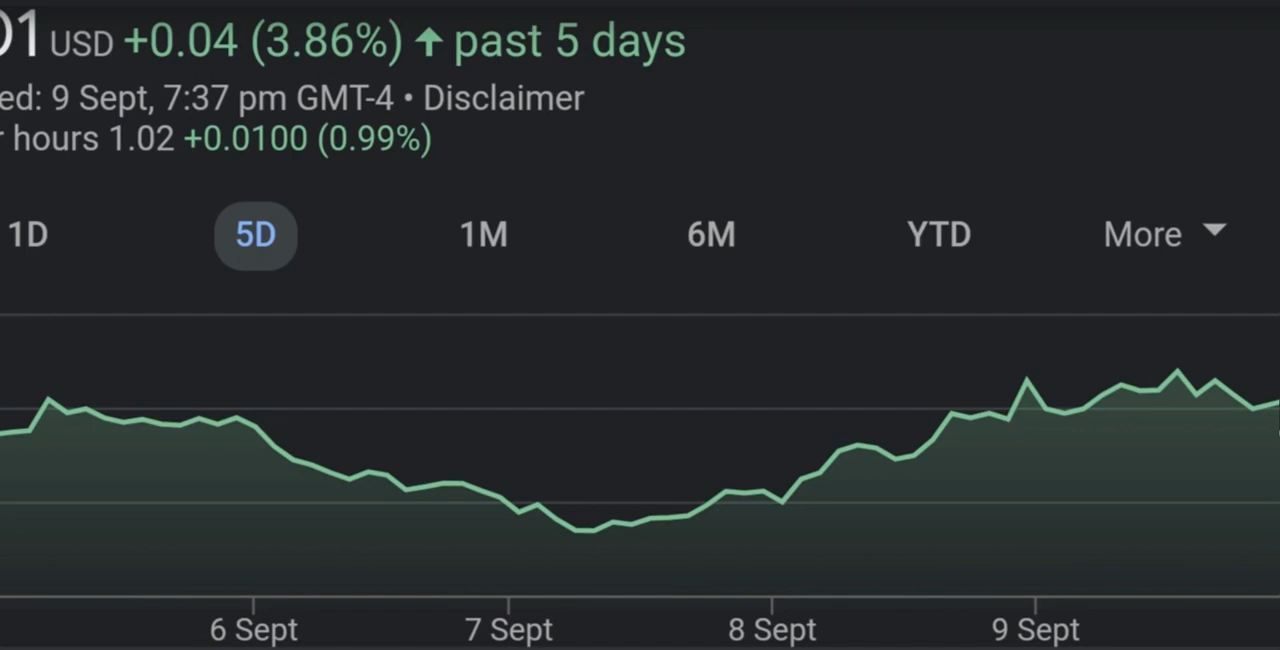 01 USD +0.04 (3.86%) ↑ past 5 days
ed: 9 Sept, 7:37 pm GMT-4 • Disclaimer
r hours 1.02 +0.0100 (0.99%)
1D 5D 1M 6M YTD More
6 Sept 7 Sept 8 Sept 9 Sept